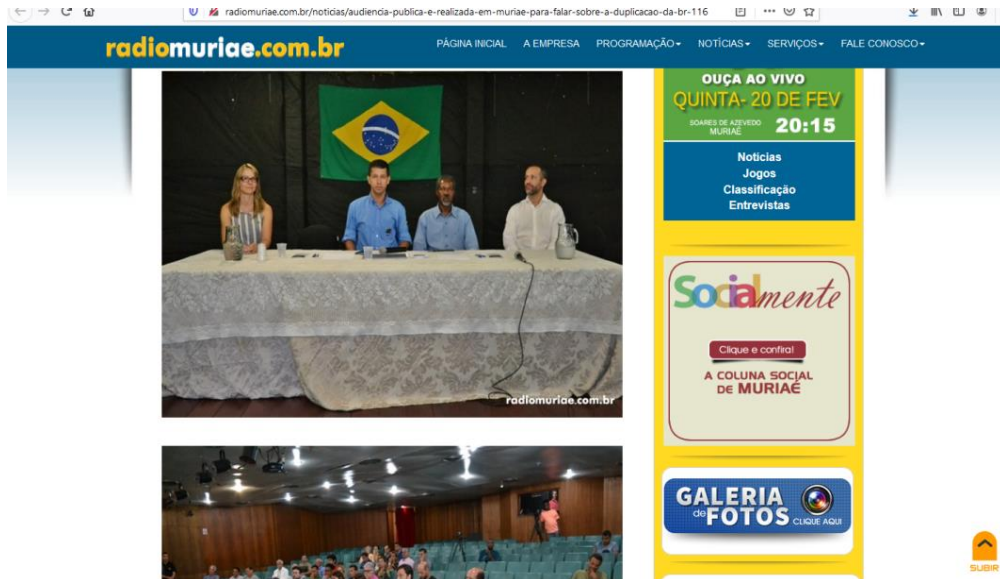 radiomuriae.com.br/noticias/audiencia-publica-e-realizada-em-muriae-para-falar-sobre-a-duplicacao-da-br-116
radiomuriae.com.br
PÁGINA INICIAL A EMPRESA PROGRAMAÇÃO NOTÍCIAS SERVIÇOS FALE CONOSCO
OUÇA AO VIVO
QUINTA- 20 DE FEV
SOARES DE AZEVEDO
MURIAÉ
20:15
Noticias
Jogos
Classificação
Entrevistas
radiomuriae.com.br
Socialmente
Clique e confira!
A COLUNA SOCIAL
DE MURIAÉ
GALERIA
de FOTOS CLIQUE AQUI
SUBIR